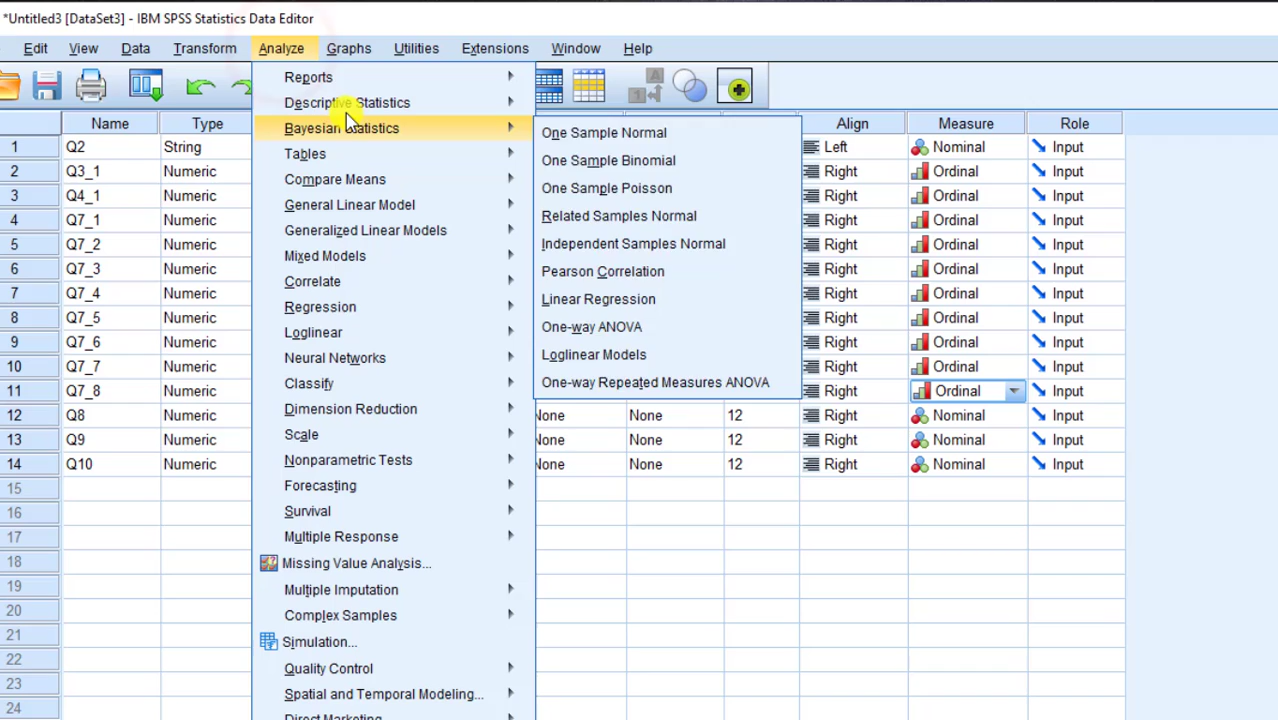 *Untitled3 [DataSet3] - IBM SPSS Statistics Data Editor
Edit View Data Transform Analyze Graphs Utilities Extensions Window Help
Name Type Align Measure Role
1 Q2 String Left Nominal Input
2 Q3_1 Numeric Right Ordinal Input
3 Q4_1 Numeric Right Ordinal Input
4 Q7_1 Numeric Right Ordinal Input
5 Q7_2 Numeric Right Ordinal Input
6 Q7_3 Numeric Right Ordinal Input
7 Q7_4 Numeric Right Ordinal Input
8 Q7_5 Numeric Right Ordinal Input
9 Q7_6 Numeric Right Ordinal Input
10 Q7_7 Numeric Right Ordinal Input
11 Q7_8 Numeric Right Ordinal Input
12 Q8 Numeric None None 12 Right Nominal Input
13 Q9 Numeric None None 12 Right Nominal Input
14 Q10 Numeric None None 12 Right Nominal Input
15
16
17
18
19
20
21
22
23
24
Reports
Descriptive Statistics
Bayesian Statistics
Tables
Compare Means
General Linear Model
Generalized Linear Models
Mixed Models
Correlate
Regression
Loglinear
Neural Networks
Classify
Dimension Reduction
Scale
Nonparametric Tests
Forecasting
Survival
Multiple Response
Missing Value Analysis...
Multiple Imputation
Complex Samples
Simulation...
Quality Control
Spatial and Temporal Modeling...
Direct Marketing
One Sample Normal
One Sample Binomial
One Sample Poisson
Related Samples Normal
Independent Samples Normal
Pearson Correlation
Linear Regression
One-way ANOVA
Loglinear Models
One-way Repeated Measures ANOVA